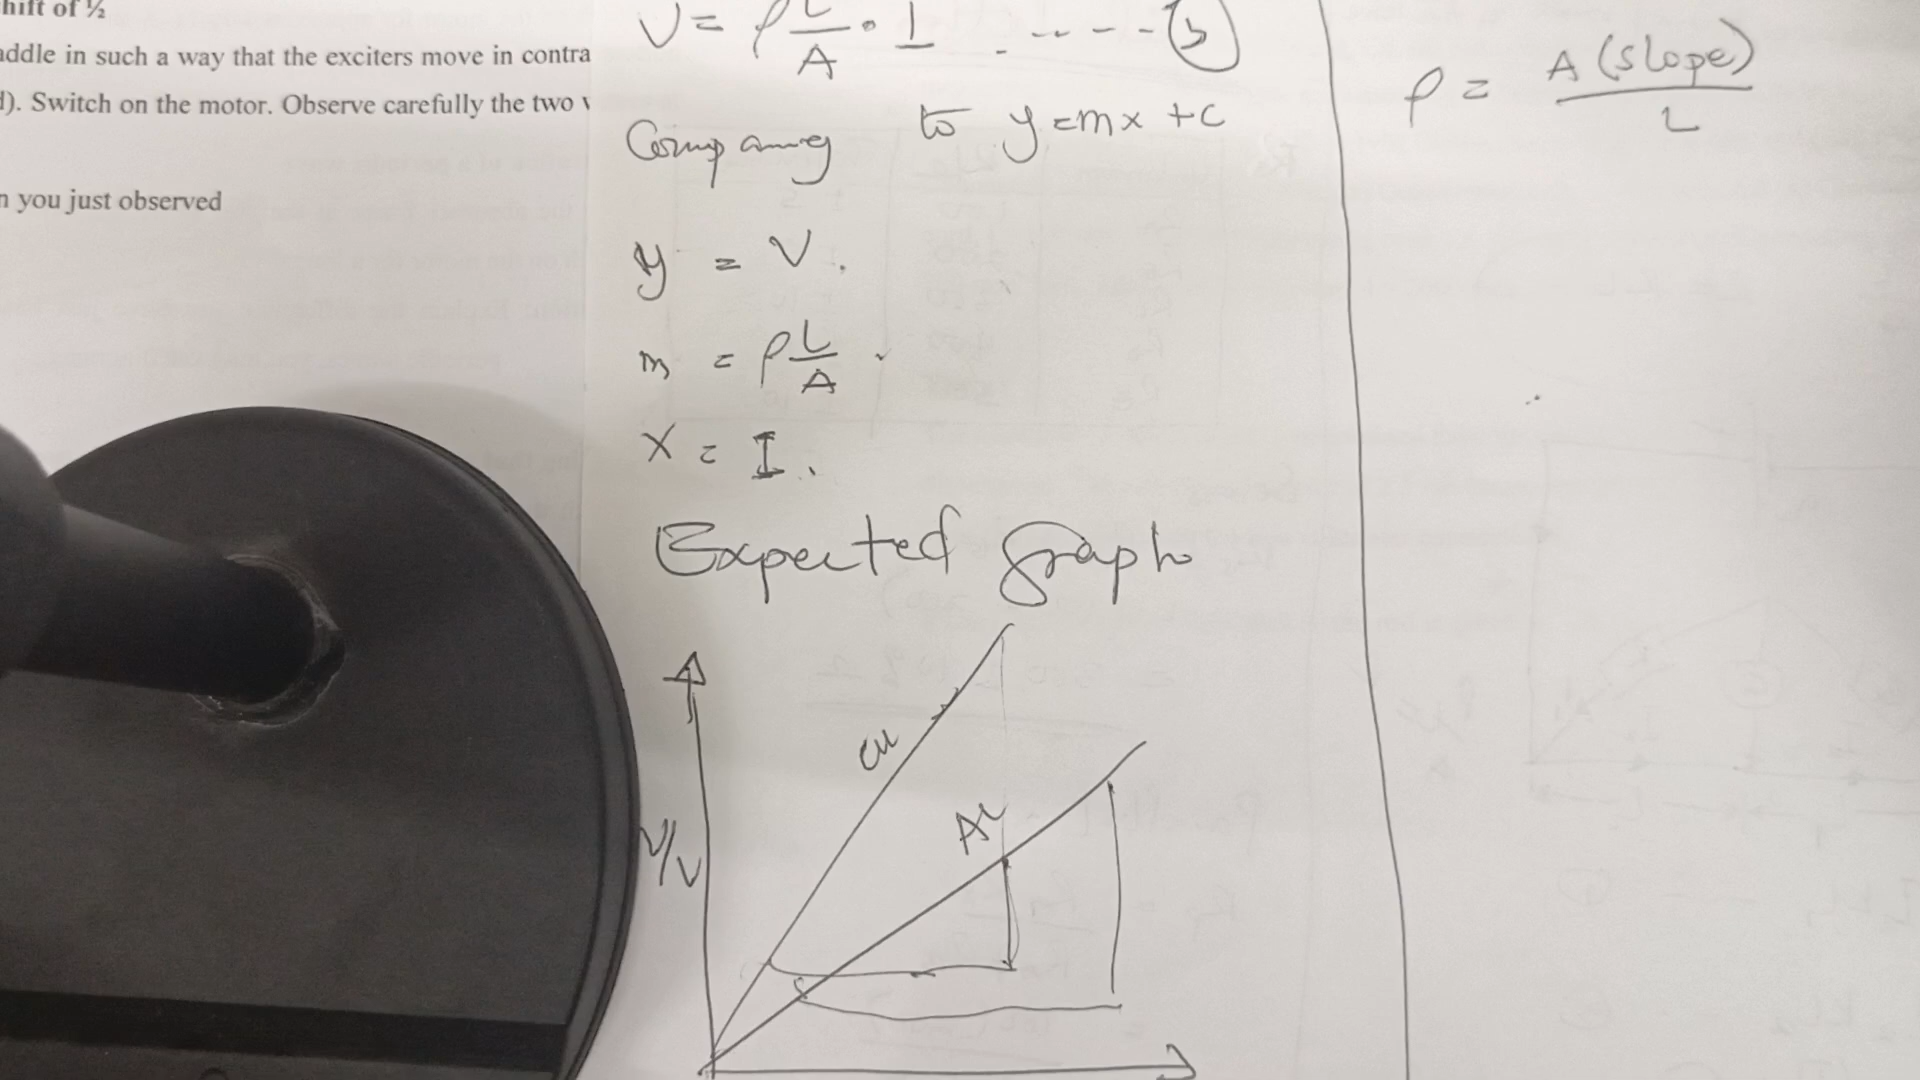 hift of ½
addle in such a way that the exciters move in contra
d). Switch on the motor. Observe carefully the two
n you just observed
V = ρ L/A . I . - - - - - (3)
Comparing to y = mx + c
y = V.
m = ρ L/A
x = I.
Expected graph
Cu
Al
V/V
ρ = A (slope) / L